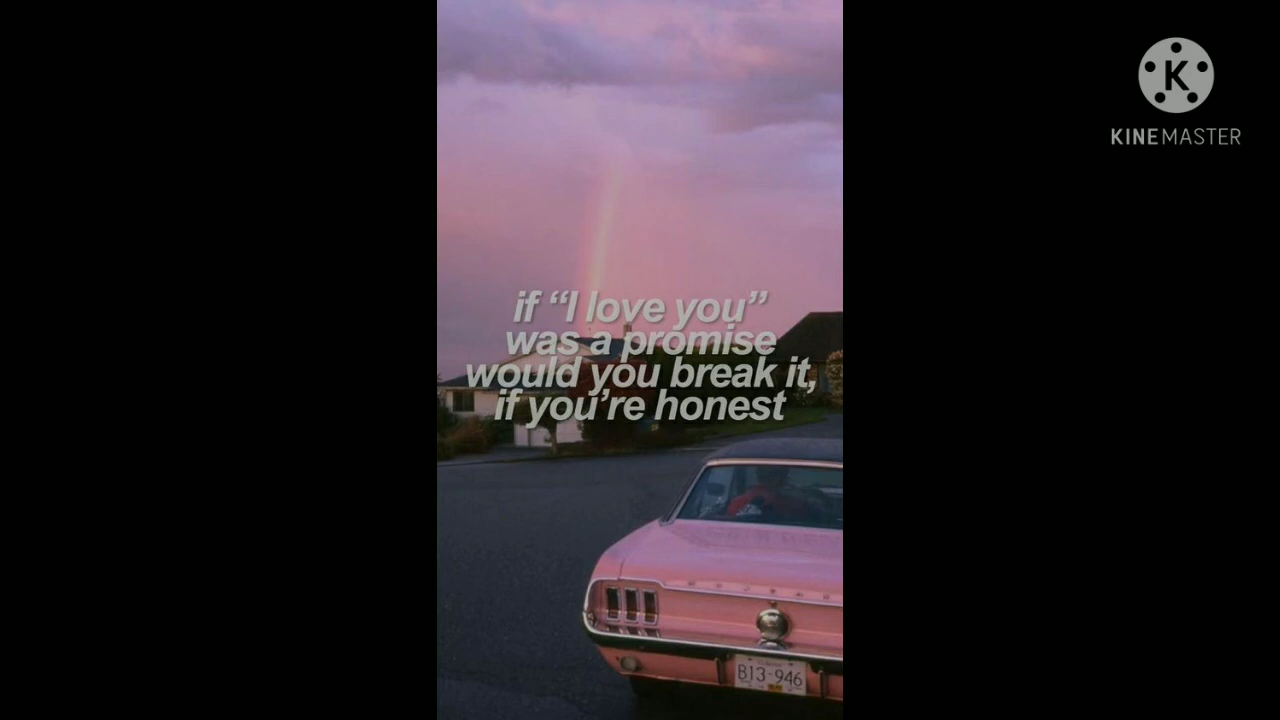 K
KINEMASTER
if “I love you”
was a promise
would you break it,
if you’re honest
B13-946